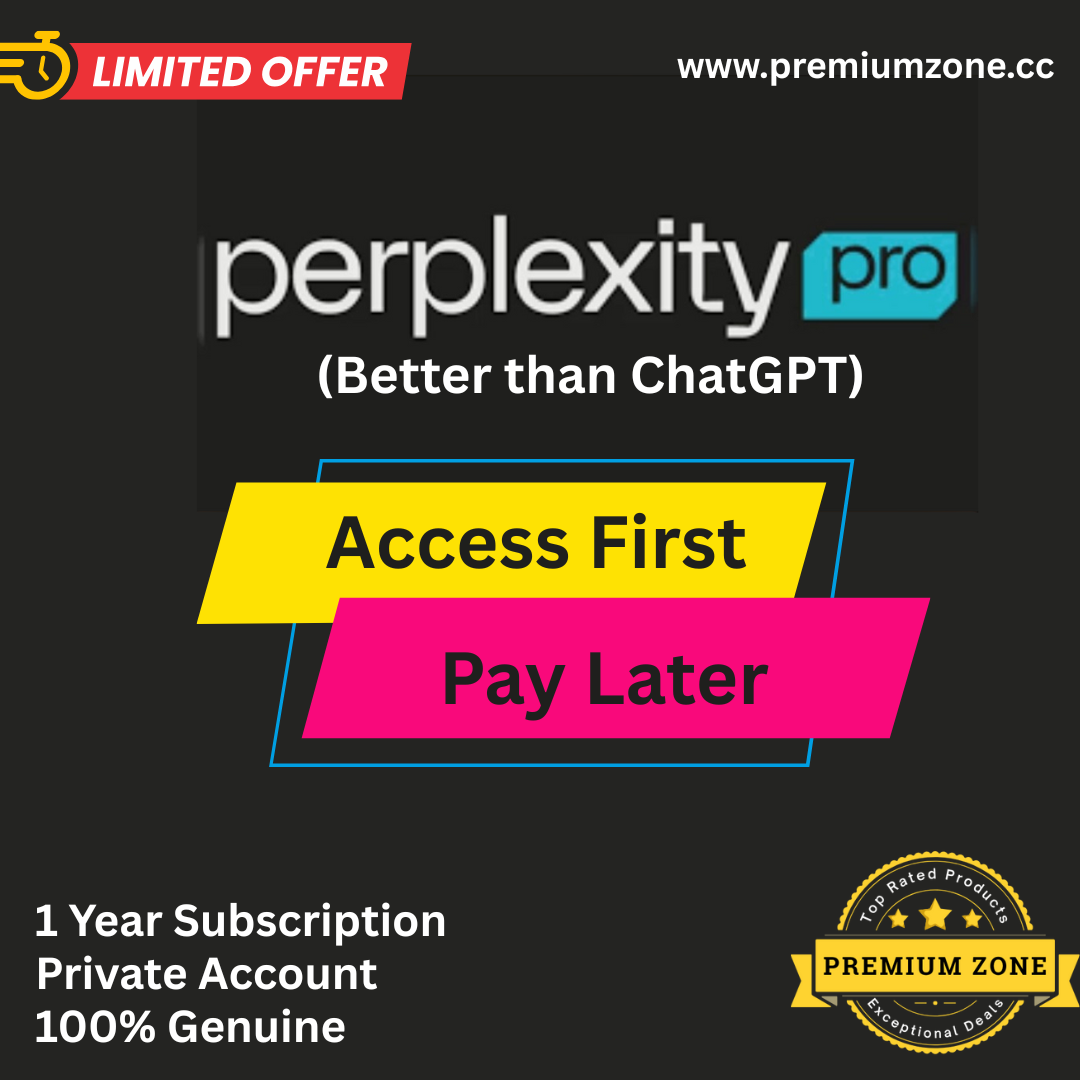 LIMITED OFFER
www.premiumzone.cc
perplexity pro
(Better than ChatGPT)
Access First
Pay Later
1 Year Subscription
Private Account
100% Genuine
Top Rated Products
PREMIUM ZONE
Exceptional Deals